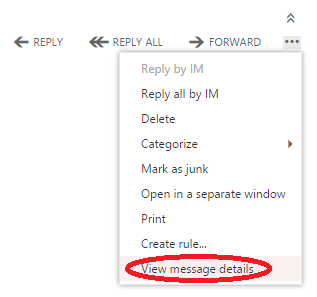 REPLY REPLY ALL FORWARD ...
Reply by IM
Reply all by IM
Delete
Categorize
Mark as junk
Open in a separate window
Print
Create rule...
View message details